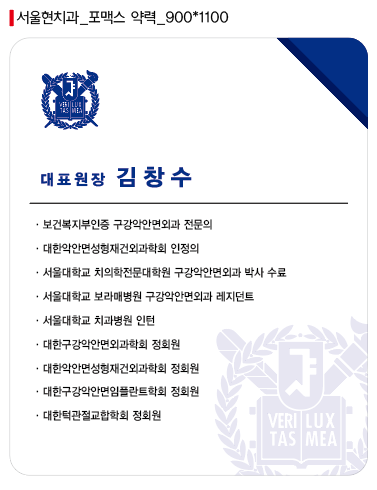 서울현치과_포맥스 약력_900*1100
VERI LUX
TAS MEA
대표원장 김창수
· 보건복지부인증 구강악안면외과 전문의
· 대한악안면성형재건외과학회 인정의
· 서울대학교 치의학전문대학원 구강악안면외과 박사 수료
· 서울대학교 보라매병원 구강악안면외과 레지던트
· 서울대학교 치과병원 인턴
· 대한구강악안면외과학회 정회원
· 대한악안면성형재건외과학회 정회원
· 대한구강악안면임플란트학회 정회원
· 대한턱관절교합학회 정회원
VERI LUX
TAS MEA